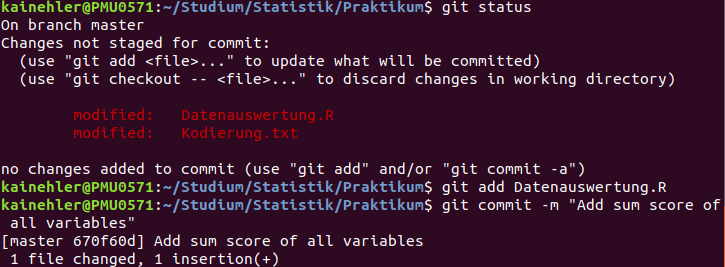 kainehler@PMU0571:~/Studium/Statistik/Praktikum$ git status
On branch master
Changes not staged for commit:
  (use "git add <file>..." to update what will be committed)
  (use "git checkout -- <file>..." to discard changes in working directory)

        modified:   Datenauswertung.R
        modified:   Kodierung.txt

no changes added to commit (use "git add" and/or "git commit -a")
kainehler@PMU0571:~/Studium/Statistik/Praktikum$ git add Datenauswertung.R
kainehler@PMU0571:~/Studium/Statistik/Praktikum$ git commit -m "Add sum score of
 all variables"
[master 670f60d] Add sum score of all variables
 1 file changed, 1 insertion(+)